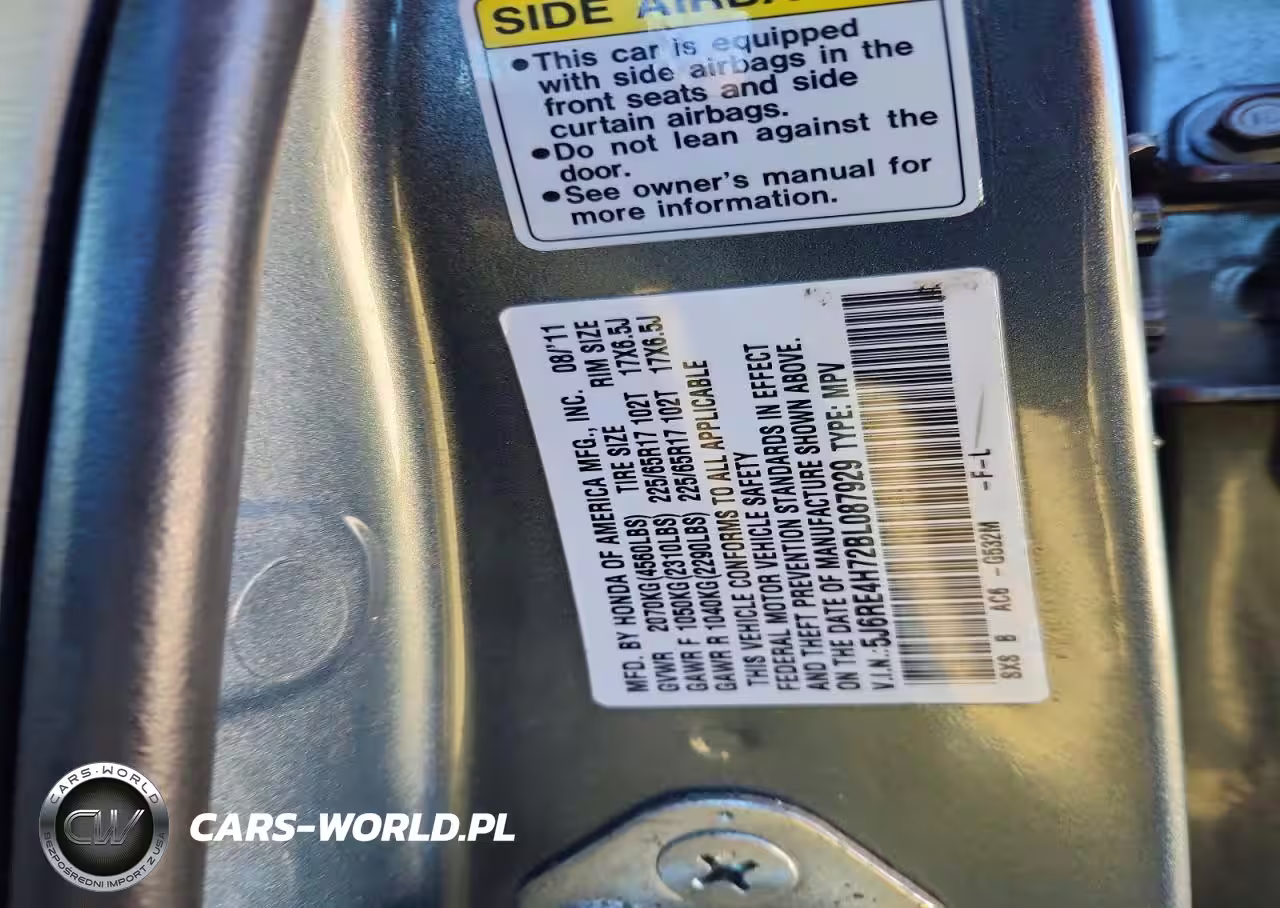 SIDE AIRBA
•This car is equipped
with side airbags in the
front seats and side
curtain airbags.
•Do not lean against the
door.
•See owner's manual for
more information.
MFD. BY HONDA OF AMERICA MFG., INC. 08/'11
GVWR 2070KG(4560LBS) TIRE SIZE RIM SIZE
GAWR F 1050KG(2310LBS) 225/65R17 102T 17X6.5J
GAWR R 1040KG(2290LBS) 225/65R17 102T 17X6.5J
THIS VEHICLE CONFORMS TO ALL APPLICABLE
FEDERAL MOTOR VEHICLE SAFETY
AND THEFT PREVENTION STANDARDS IN EFFECT
ON THE DATE OF MANUFACTURE SHOWN ABOVE.
V.I.N.:5J6RE4H72BL087929 TYPE: MPV
SXS B AC6 -G532M -F-L
CARS-WORLD
CW
BEZPOŚREDNI IMPORT Z USA
CARS-WORLD.PL